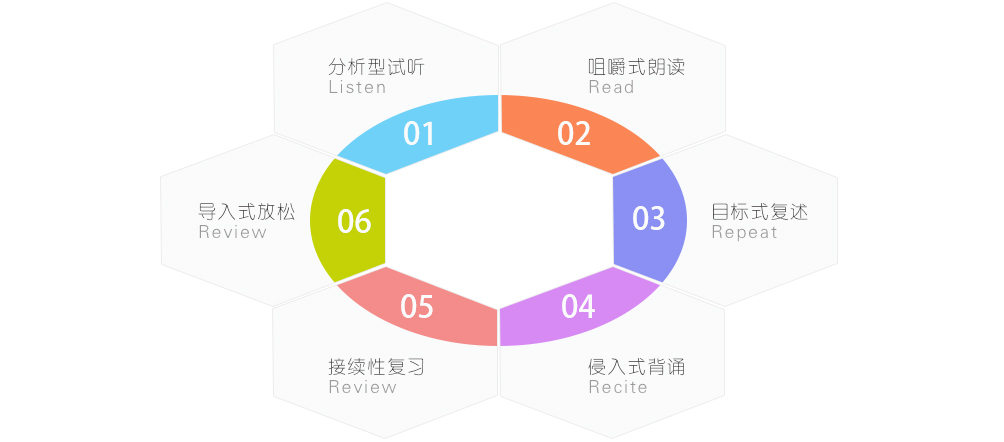 分析型试听
Listen
01
咀嚼式朗读
Read
02
目标式复述
Repeat
03
侵入式背诵
Recite
04
接续性复习
Review
05
导入式放松
Review
06